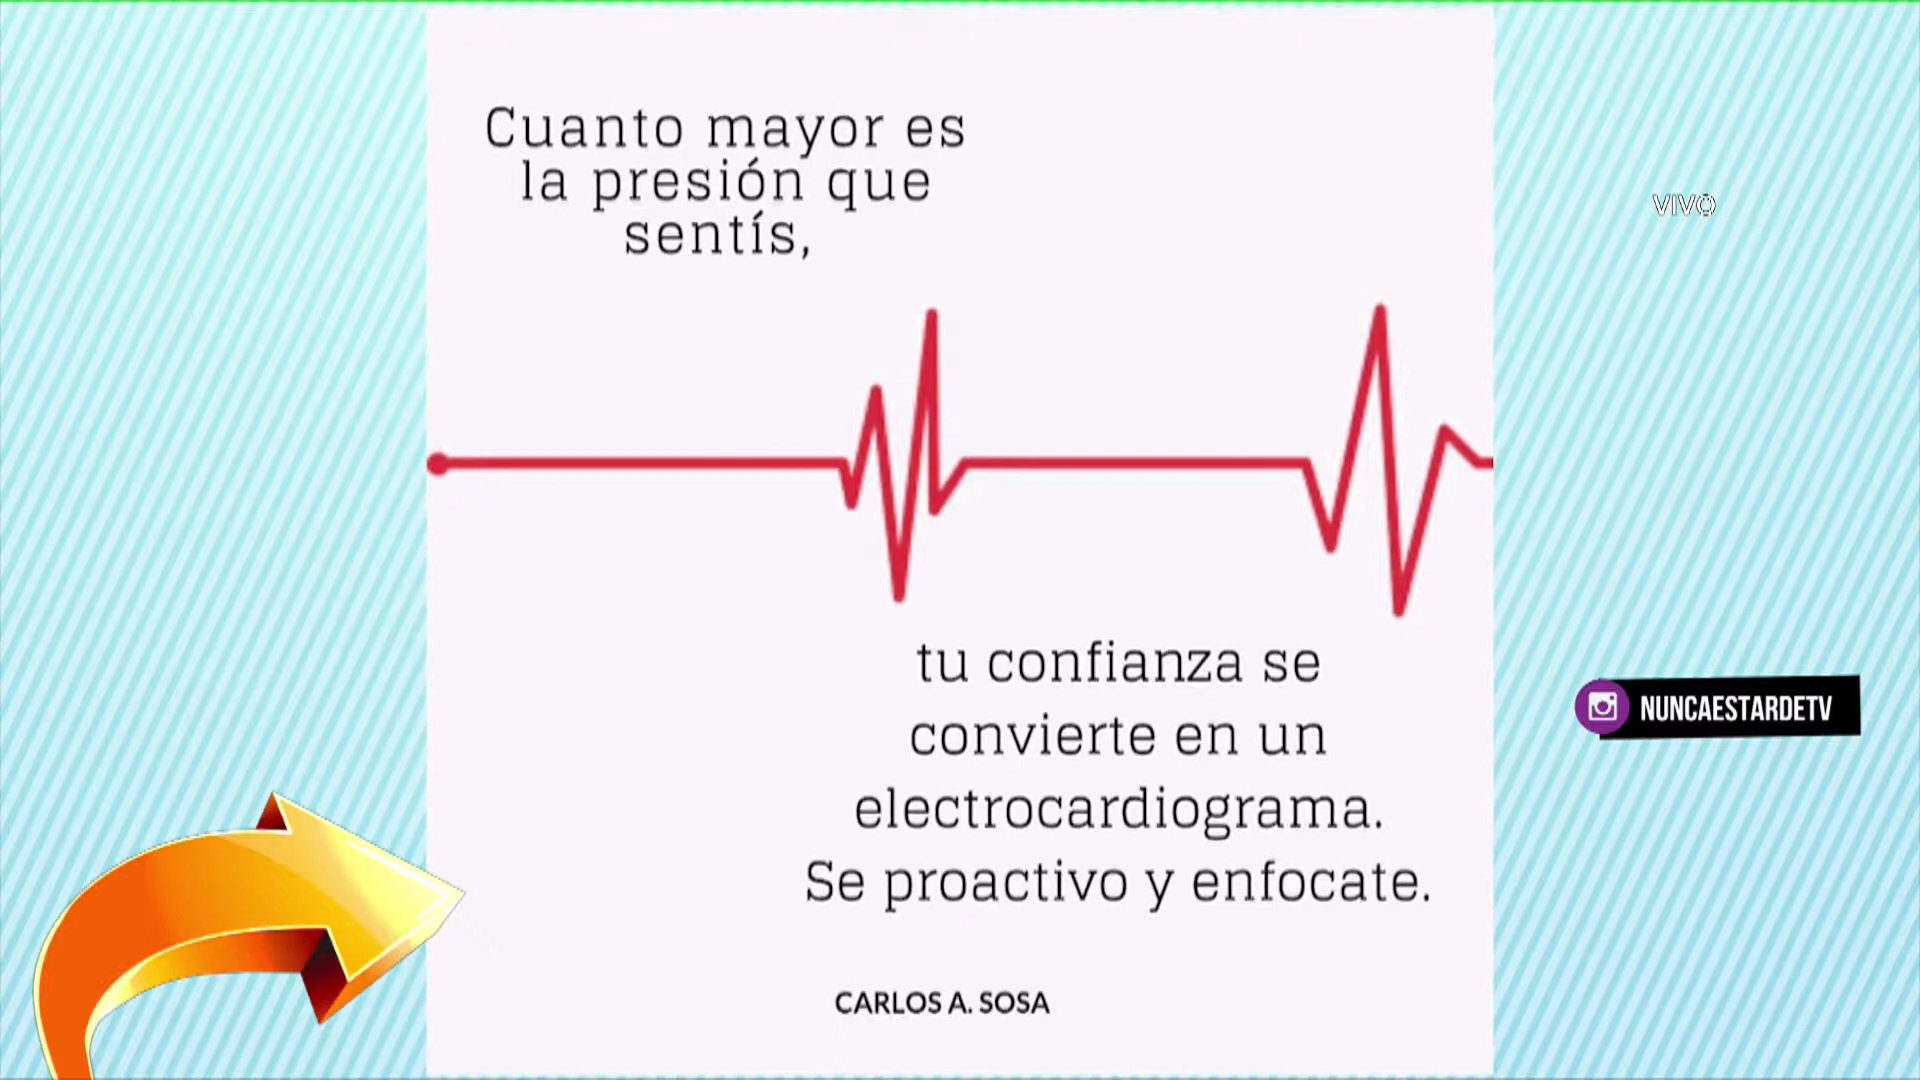 Cuanto mayor es
la presión que
sentís,
VIVO
tu confianza se
convierte en un
electrocardiograma.
Se proactivo y enfocate.
NUNCAESTARDETV
CARLOS A. SOSA